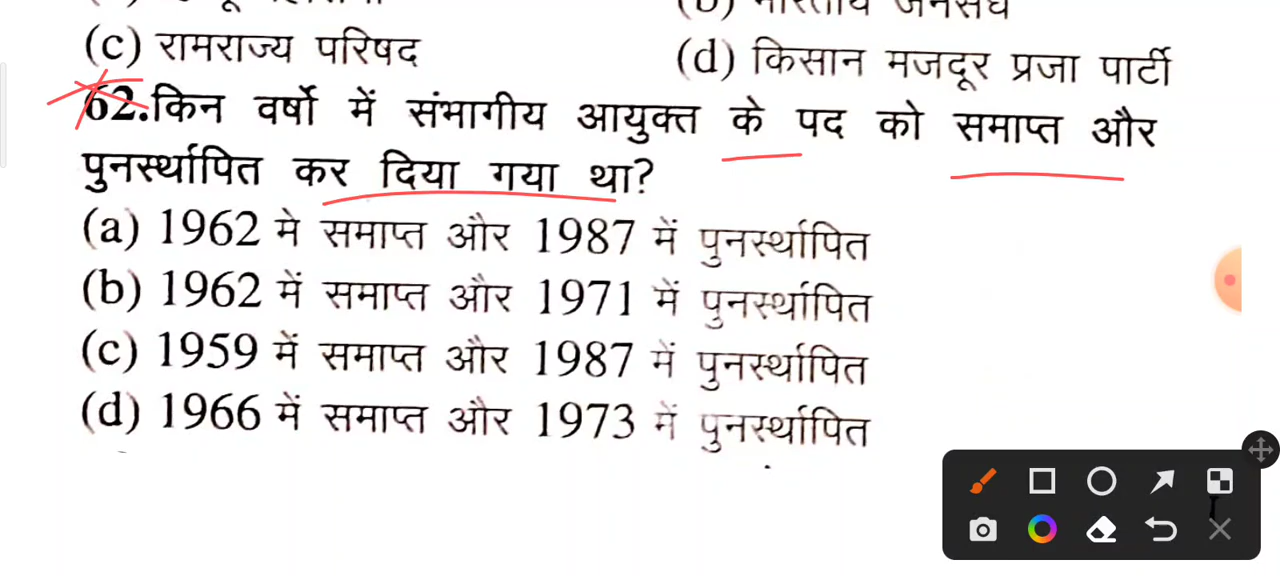 (c) रामराज्य परिषद (d) किसान मजदूर प्रजा पार्टी
62.किन वर्षो में संभागीय आयुक्त के पद को समाप्त और
पुनर्स्थापित कर दिया गया था?
(a) 1962 मे समाप्त और 1987 में पुनर्स्थापित
(b) 1962 में समाप्त और 1971 में पुनर्स्थापित
(c) 1959 में समाप्त और 1987 में पुनर्स्थापित
(d) 1966 में समाप्त और 1973 में पुनर्स्थापित